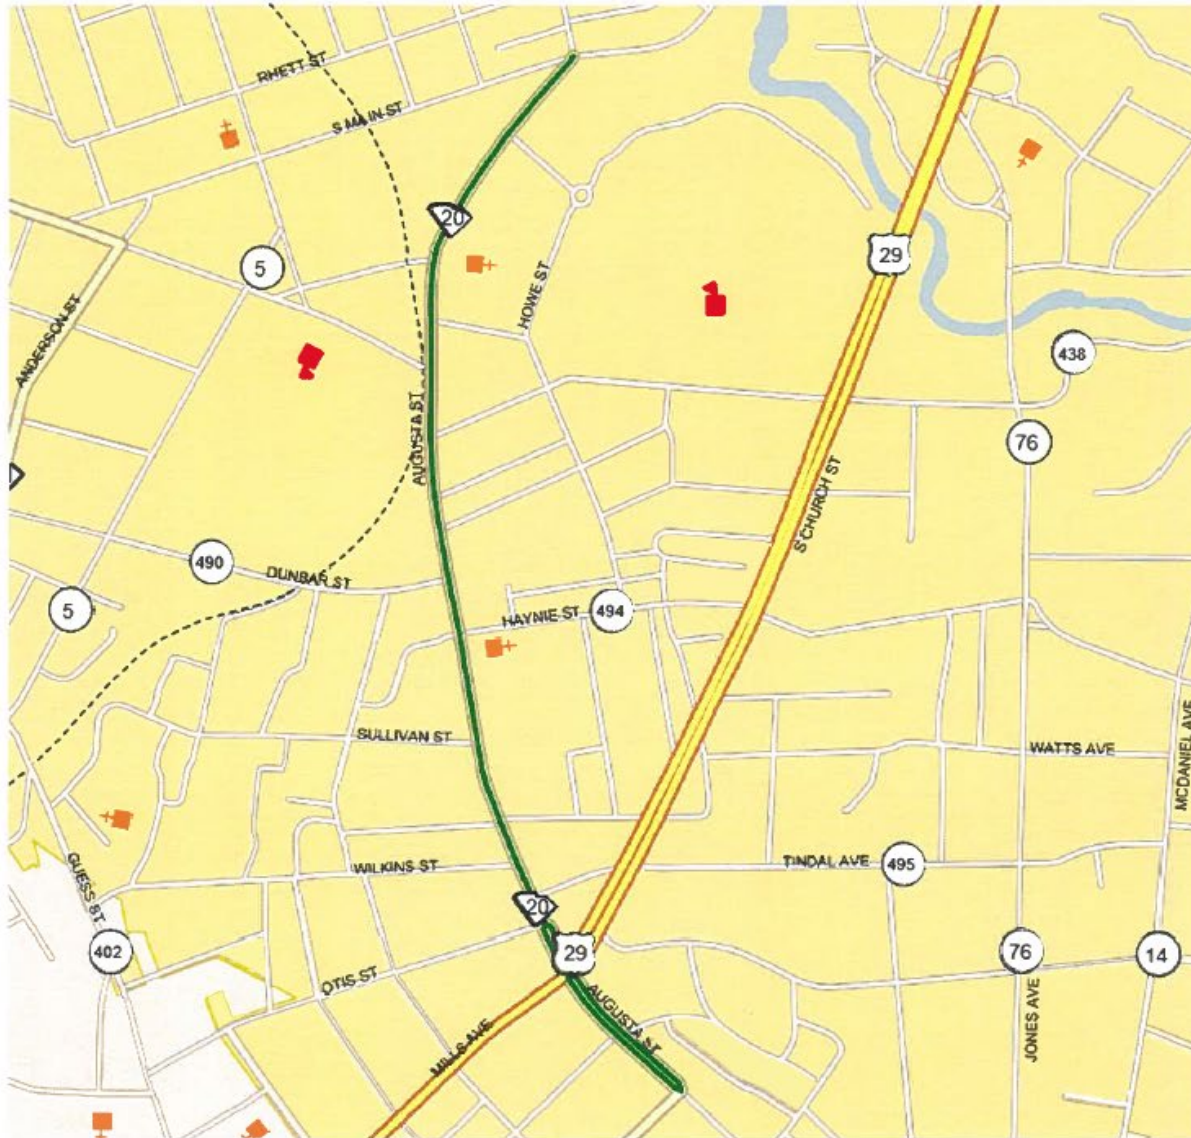 RHETT ST
S MAIN ST
20
5
29
HOWE ST
ANDERSON ST
438
AUGUSTA ST
76
S CHURCH ST
490
DUNBAR ST
5
HAYNIE ST
494
SULLIVAN ST
WATTS AVE
MCDANIEL AVE
GUESS ST
WILKINS ST
TINDAL AVE
495
20
402
29
76
14
OTIS ST
AUGUSTA ST
MILLS AVE
JONES AVE